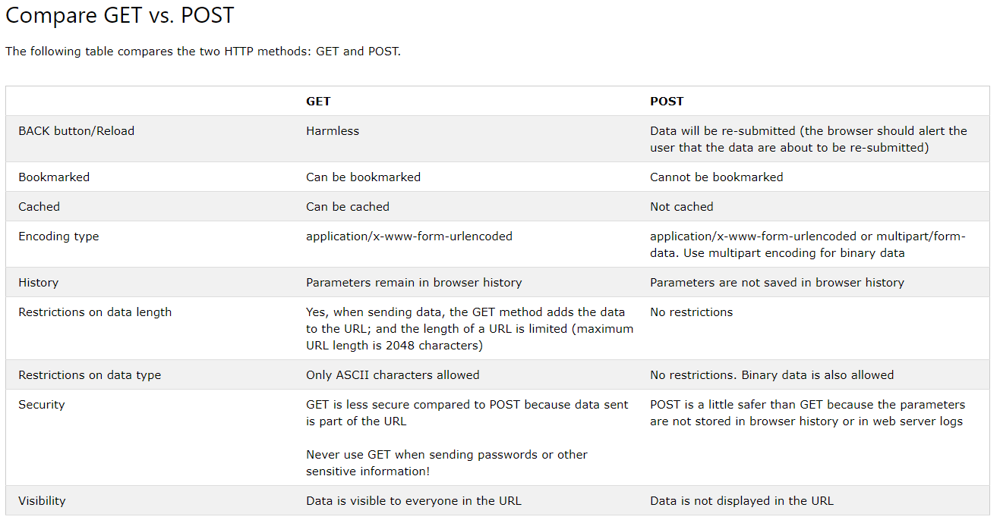 Compare GET vs. POST
The following table compares the two HTTP methods: GET and POST.
GET POST
BACK button/Reload Harmless Data will be re-submitted (the browser should alert the
user that the data are about to be re-submitted)
Bookmarked Can be bookmarked Cannot be bookmarked
Cached Can be cached Not cached
Encoding type application/x-www-form-urlencoded application/x-www-form-urlencoded or multipart/form-
data. Use multipart encoding for binary data
History Parameters remain in browser history Parameters are not saved in browser history
Restrictions on data length Yes, when sending data, the GET method adds the data No restrictions
to the URL; and the length of a URL is limited (maximum
URL length is 2048 characters)
Restrictions on data type Only ASCII characters allowed No restrictions. Binary data is also allowed
Security GET is less secure compared to POST because data sent POST is a little safer than GET because the parameters
is part of the URL are not stored in browser history or in web server logs
Never use GET when sending passwords or other
sensitive information!
Visibility Data is visible to everyone in the URL Data is not displayed in the URL